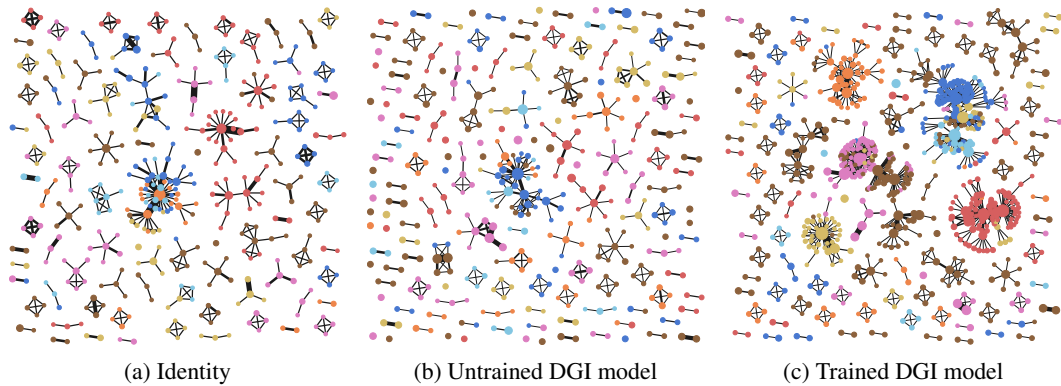 (a) Identity
(b) Untrained DGI model
(c) Trained DGI model